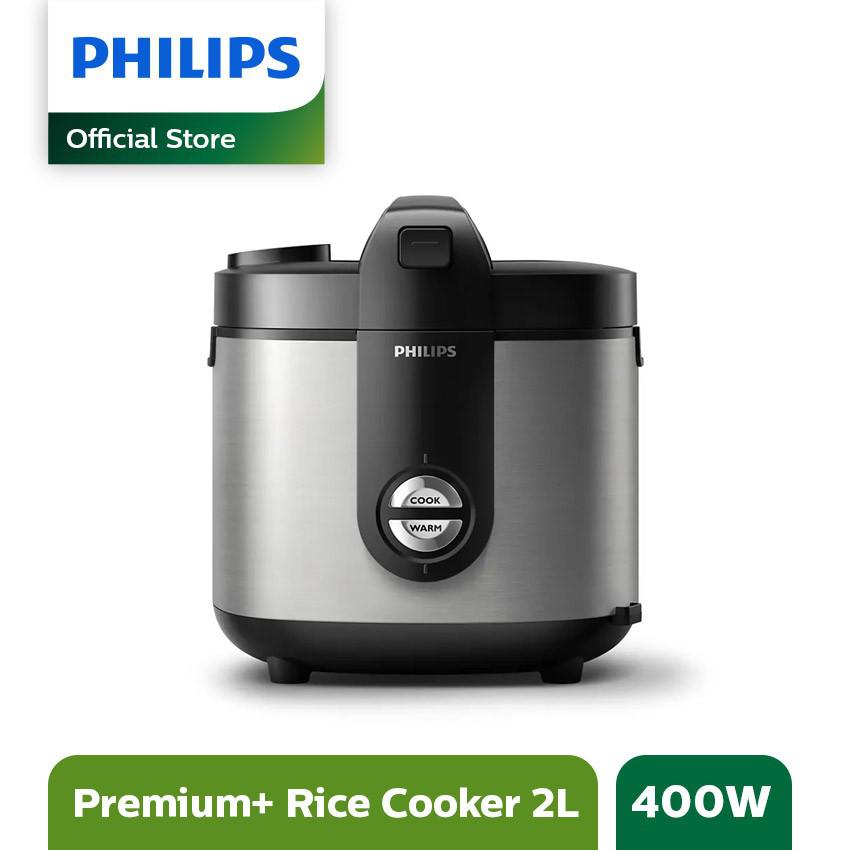 PHILIPS
Official Store
PHILIPS
COOK
WARM
Premium+ Rice Cooker 2L
400W